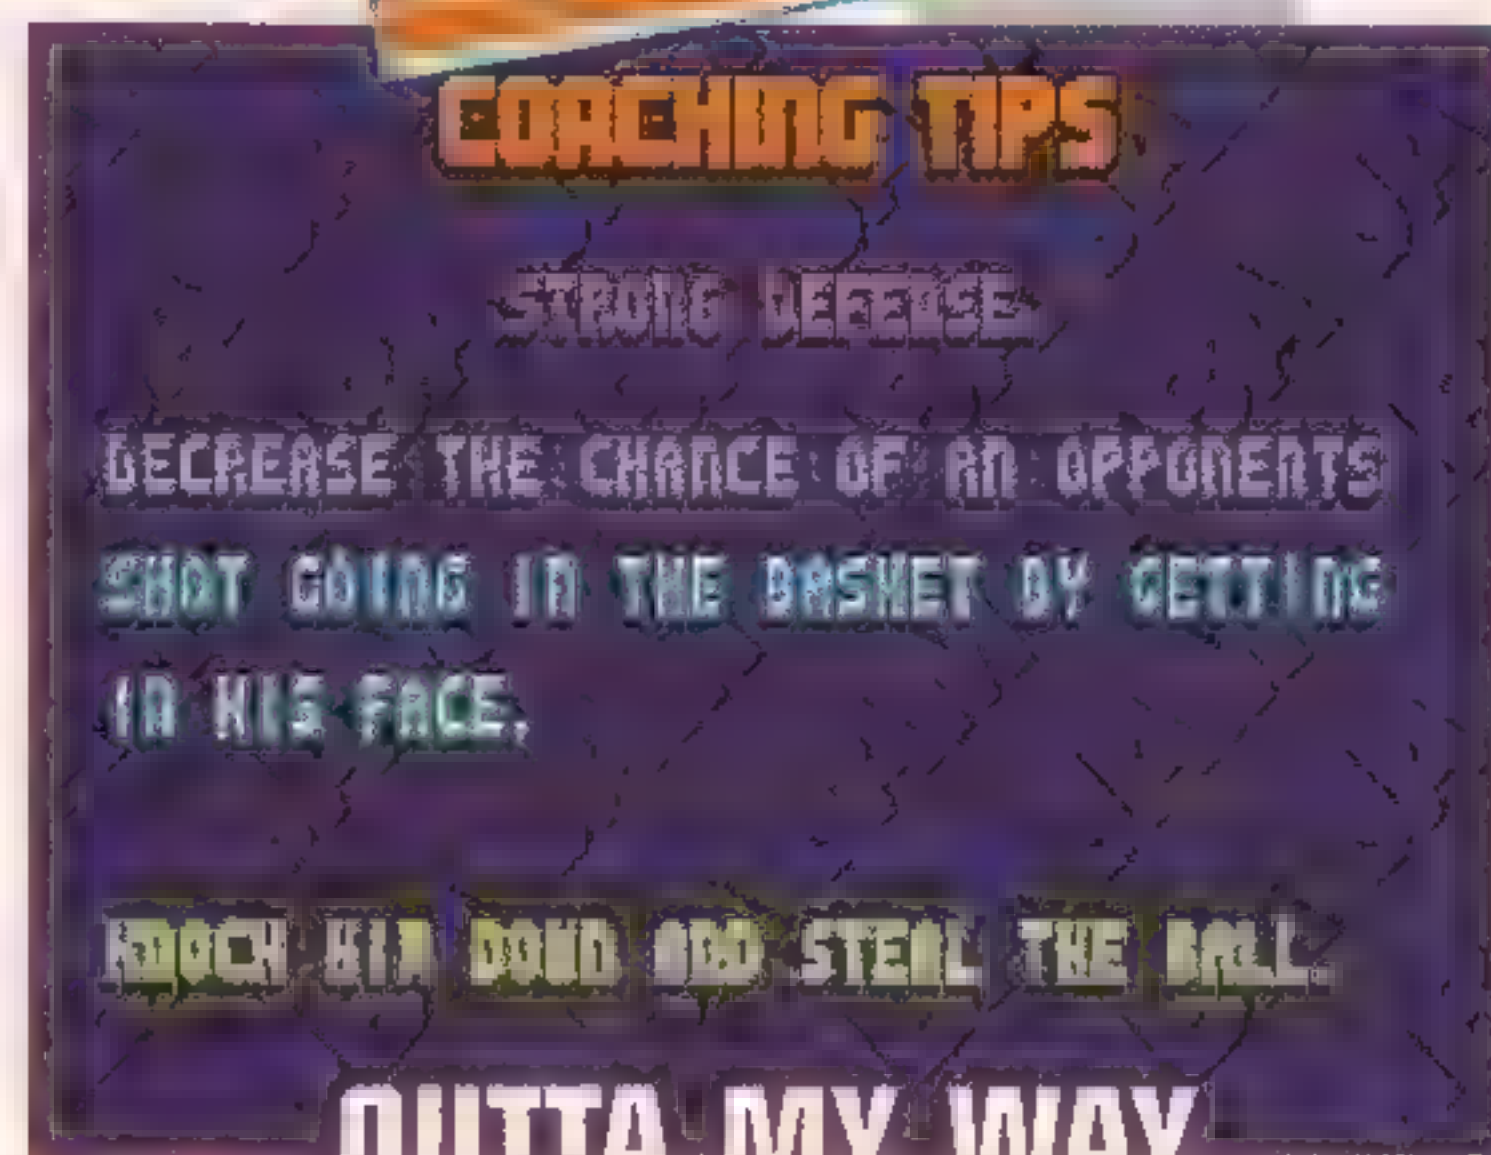 COACHING TIPS
STRONG DEFENSE
DECREASE THE CHANCE OF AN OPPONENTS
SHOT GOING IN THE BASKET BY GETTING
IN HIS FACE.
KNOCK HIM DOWN AND STEAL THE BALL.
OUTTA MY WAY